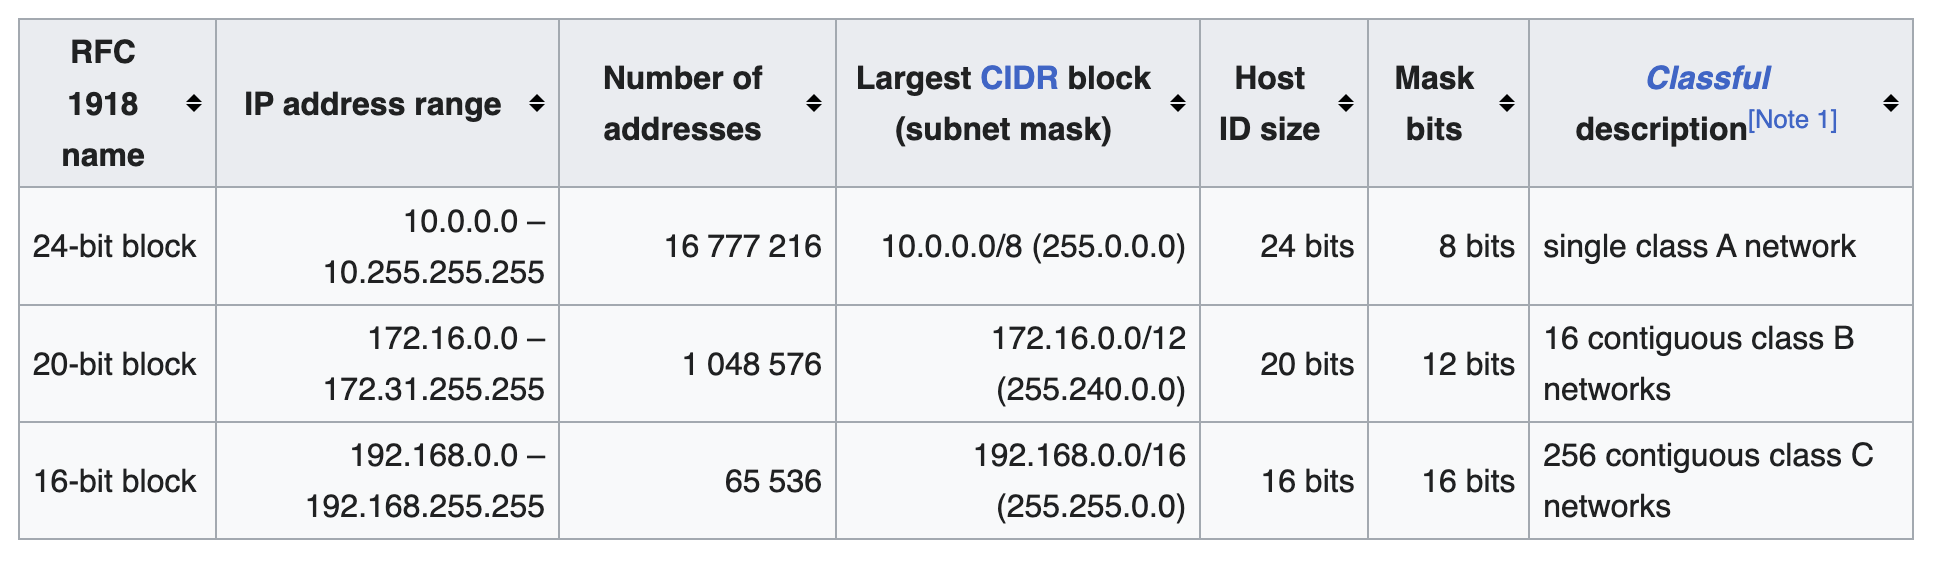 RFC
1918
name
IP address range
Number of
addresses
Largest CIDR block
(subnet mask)
Host
ID size
Mask
bits
Classful
description[Note 1]
24-bit block
10.0.0.0 –
10.255.255.255
16 777 216
10.0.0.0/8 (255.0.0.0)
24 bits
8 bits
single class A network
20-bit block
172.16.0.0 –
172.31.255.255
1 048 576
172.16.0.0/12
(255.240.0.0)
20 bits
12 bits
16 contiguous class B
networks
16-bit block
192.168.0.0 –
192.168.255.255
65 536
192.168.0.0/16
(255.255.0.0)
16 bits
16 bits
256 contiguous class C
networks